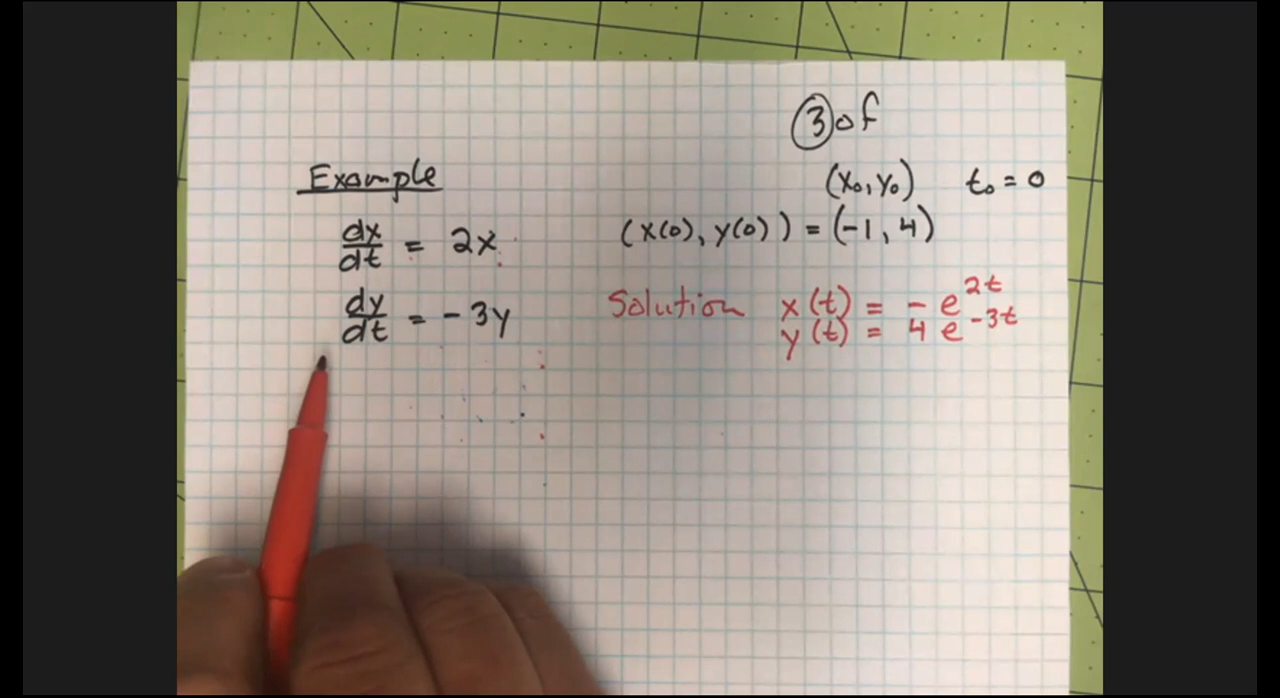 ③ of
Example
(x₀, y₀) t₀ = 0
dx/dt = 2x
(x(0), y(0)) = (-1, 4)
dy/dt = -3y
Solution x(t) = -e^{2t}
y(t) = 4e^{-3t}